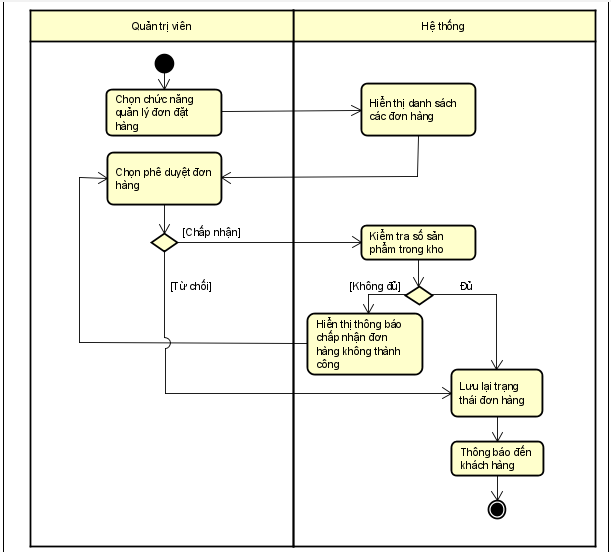 Quản trị viên
Hệ thống
Chọn chức năng
quản lý đơn đặt
hàng
Hiển thị danh sách
các đơn hàng
Chọn phê duyệt đơn
hàng
[Chấp nhận]
Kiểm tra số sản
phẩm trong kho
[Từ chối]
[Không đủ]
Đủ
Hiển thị thông báo
chấp nhận đơn
hàng không thành
công
Lưu lại trạng
thái đơn hàng
Thông báo đến
khách hàng